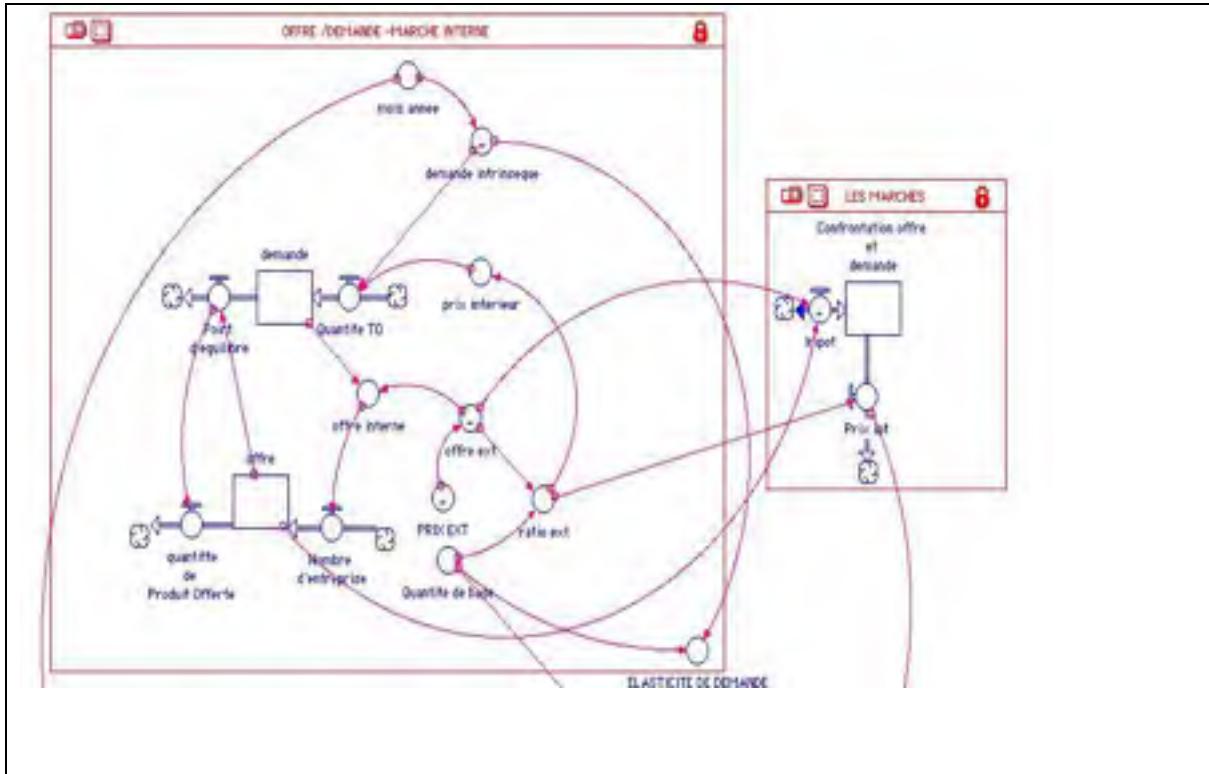 OFFRE /DEMANDE -MARCHE INTERNE
mois annee
demande intrinseque
LES MARCHES
Confrontation offre
et
demande
demande
prix interieur
Point
d'equilibre
Quantite TO
Impot
offre interne
offre ext
Prix
offre
PRIX EXT
ratio ext
quantite
de
Produit Offerte
Nombre
d'entreprise
Quantite de base
ELASTICITE DE DEMANDE